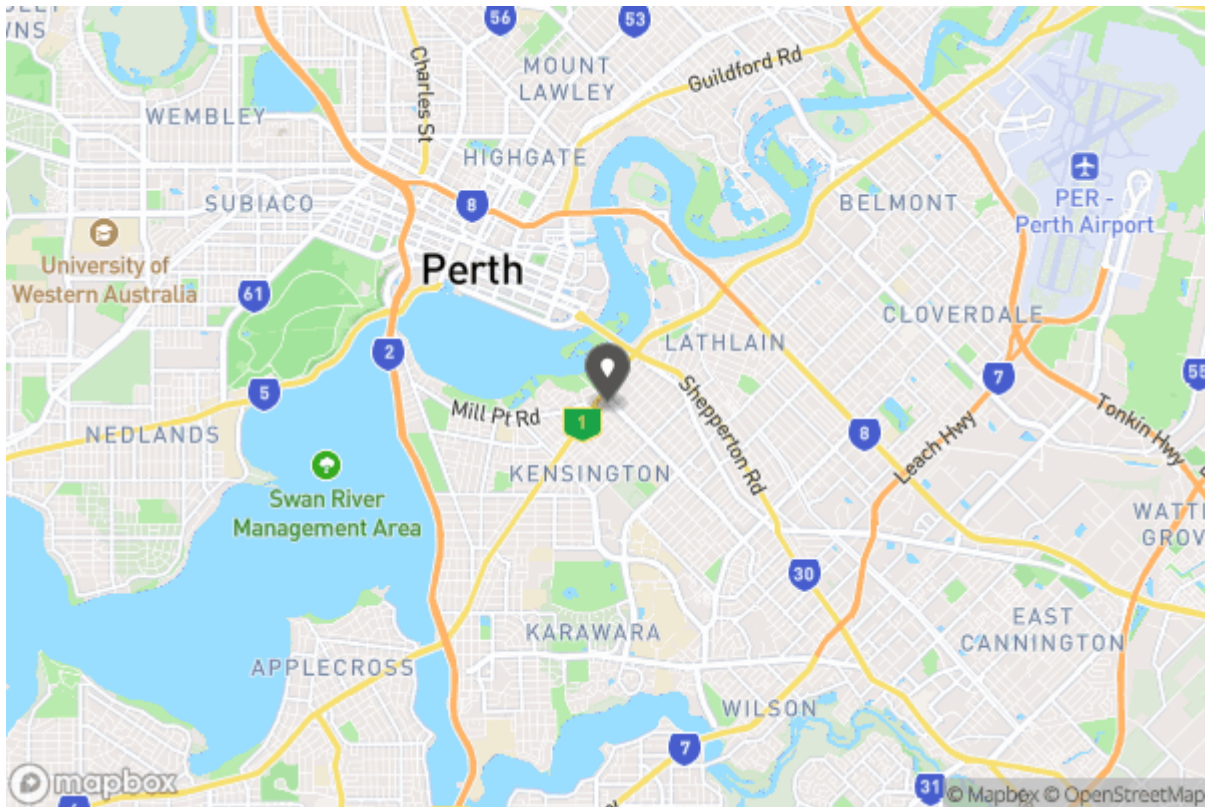 WNS
56
53
Charles St
MOUNT
LAWLEY
Guildford Rd
WEMBLEY
HIGHGATE
SUBIACO
8
BELMONT
PER -
Perth Airport
University of
Western Australia
Perth
61
CLOVERDALE
LATHLAIN
2
5
7
55
Mill Pt Rd
1
Shepperton Rd
Tonkin Hwy
NEDLANDS
8
Leach Hwy
KENSINGTON
Swan River
Management Area
WATTL
GROV
30
EAST
CANNINGTON
KARAWARA
APPLECROSS
WILSON
7
mapbox
31
© Mapbox © OpenStreetMap